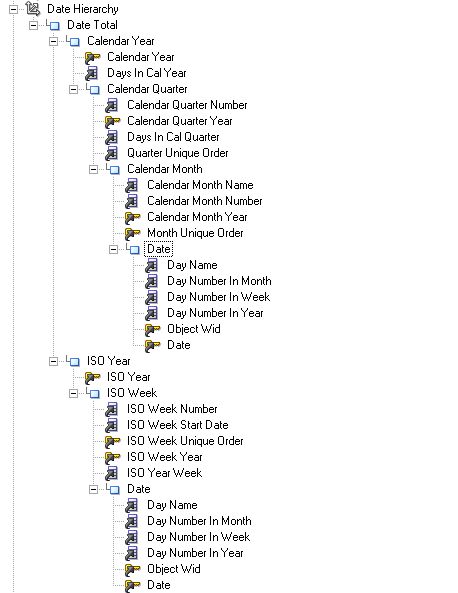 Date Hierarchy
Date Total
Calendar Year
Calendar Year
Days In Cal Year
Calendar Quarter
Calendar Quarter Number
Calendar Quarter Year
Days In Cal Quarter
Quarter Unique Order
Calendar Month
Calendar Month Name
Calendar Month Number
Calendar Month Year
Month Unique Order
Date
Day Name
Day Number In Month
Day Number In Week
Day Number In Year
Object Wid
Date
ISO Year
ISO Year
ISO Week
ISO Week Number
ISO Week Start Date
ISO Week Unique Order
ISO Week Year
ISO Year Week
Date
Day Name
Day Number In Month
Day Number In Week
Day Number In Year
Object Wid
Date